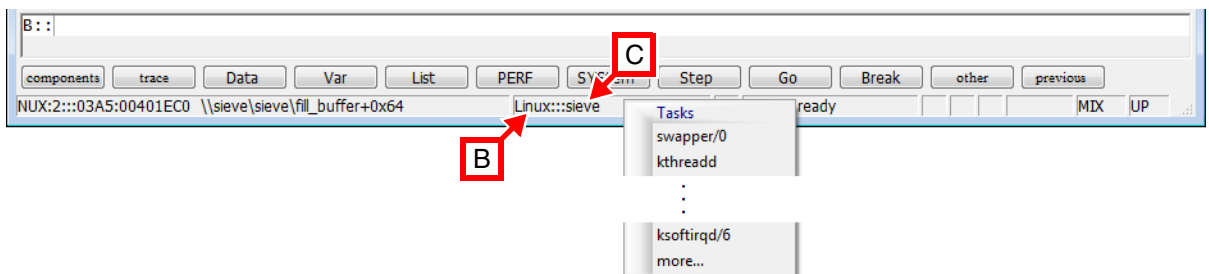 B::
C
components trace Data Var List PERF SYSTEM Step Go Break other previous
NUX:2:::03A5:00401EC0 \\sieve\sieve\fill_buffer+0x64 Linux:::sieve ready MIX UP
Tasks
B
swapper/0
kthreadd
ksoftirqd/6
more...